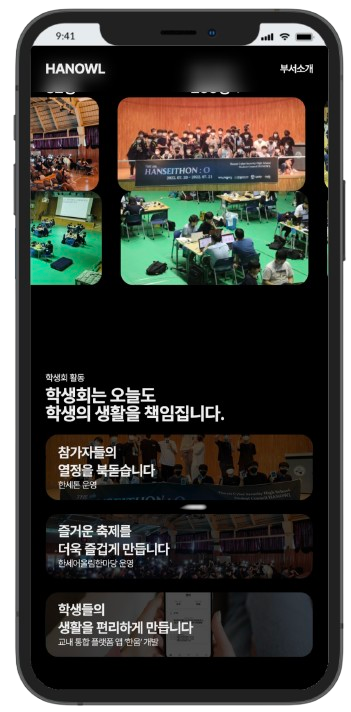 9:41
HANOWL
부서소개
HANSEITHON : O
학생회 활동
학생회는 오늘도
학생의 생활을 책임집니다.
참가자들의
열정을 북돋습니다
한세톤 운영
즐거운 축제를
더욱 즐겁게 만듭니다
한세어울림한마당 운영
학생들의
생활을 편리하게 만듭니다
교내 통합 플랫폼 앱 '한움' 개발